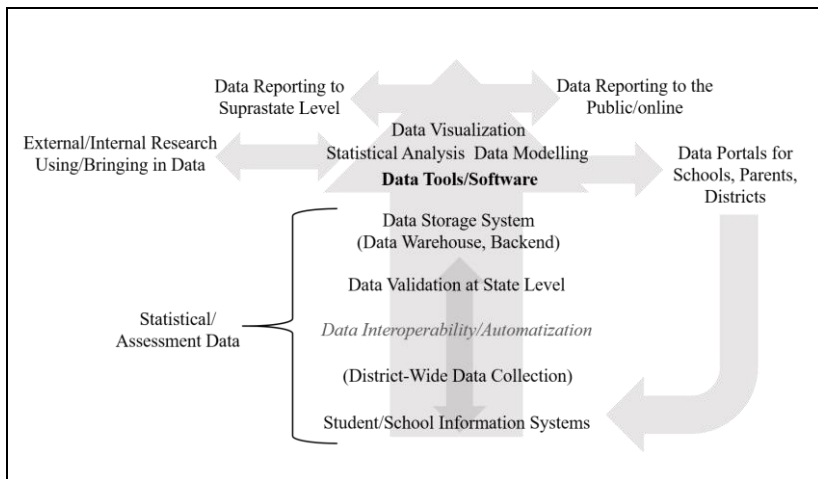 Data Reporting to
Suprastate Level
Data Reporting to the
Public/online
External/Internal Research
Using/Bringing in Data
Data Visualization
Statistical Analysis Data Modelling
Data Tools/Software
Data Portals for
Schools, Parents,
Districts
Data Storage System
(Data Warehouse, Backend)
Data Validation at State Level
Statistical/
Assessment Data
Data Interoperability/Automatization
(District-Wide Data Collection)
Student/School Information Systems